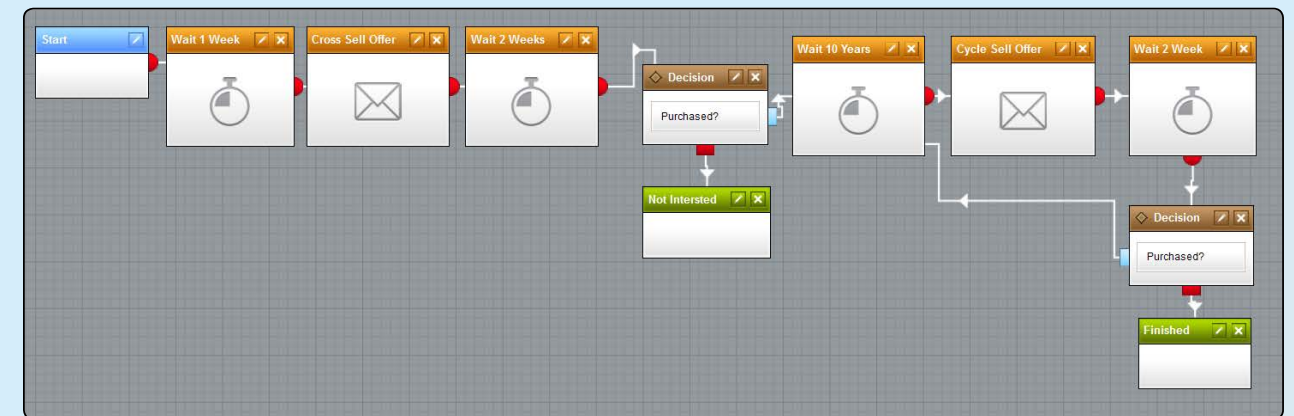 Start
Wait 1 Week
Cross Sell Offer
Wait 2 Weeks
Decision
Purchased?
Not Intersted
Wait 10 Years
Cycle Sell Offer
Wait 2 Week
Decision
Purchased?
Finished